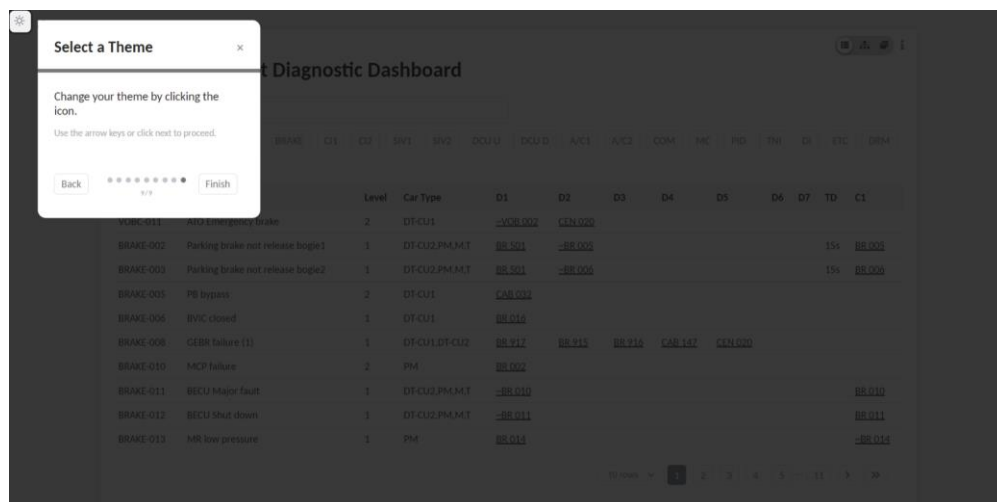 Select a Theme ×
t Diagnostic Dashboard
Change your theme by clicking the
icon.
Use the arrow keys or click next to proceed.
BRAKE CI1 CI2 SIV1 SIV2 DCU U DCU D A/C1 A/C2 COM MC PID TNI DI ETC BRM
Back Finish
9/9
Level Car Type D1 D2 D3 D4 D5 D6 D7 TD C1
VOBC-011 ATO Emergency brake 2 DT-CU1 ~VOB 002 CEN 020
BRAKE-002 Parking brake not release bogie1 1 DT-CU2,PM,M,T BR 501 ~BR 005 15s BR 005
BRAKE-003 Parking brake not release bogie2 1 DT-CU2,PM,M,T BR 501 ~BR 006 15s BR 006
BRAKE-005 PB bypass 2 DT-CU1 CAB 032
BRAKE-006 BVIC closed 1 DT-CU1 BR 016
BRAKE-008 GEBR failure (1) 1 DT-CU1,DT-CU2 BR 917 BR 915 BR 916 CAB 147 CEN 020
BRAKE-010 MCP failure 2 PM BR 002
BRAKE-011 BECU Major fault 1 DT-CU2,PM,M,T ~BR 010 BR 010
BRAKE-012 BECU Shut down 1 DT-CU2,PM,M,T ~BR 011 BR 011
BRAKE-013 MR low pressure 1 PM BR 014 ~BR 014
10 rows 1 2 3 4 5 ... 11